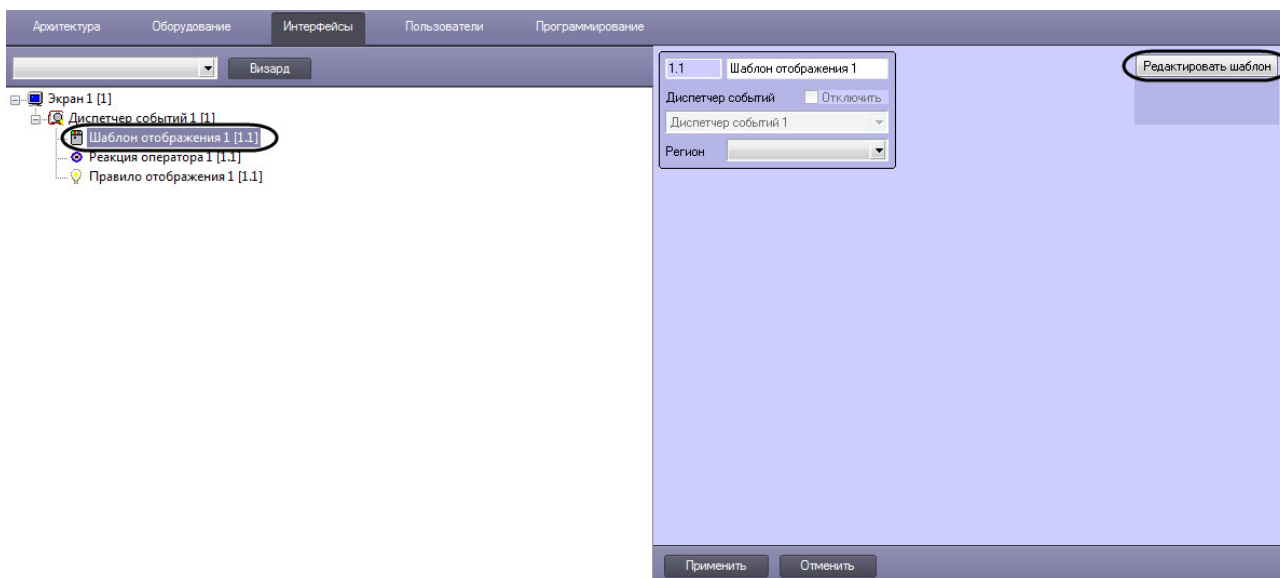 Архитектура Оборудование Интерфейсы Пользователи Программирование
Визард
Экран 1 [1]
Диспетчер событий 1 [1]
Шаблон отображения 1 [1.1]
Реакция оператора 1 [1.1]
Правило отображения 1 [1.1]
1.1 Шаблон отображения 1
Диспетчер событий Отключить
Диспетчер событий 1
Регион
Редактировать шаблон
Применить Отменить